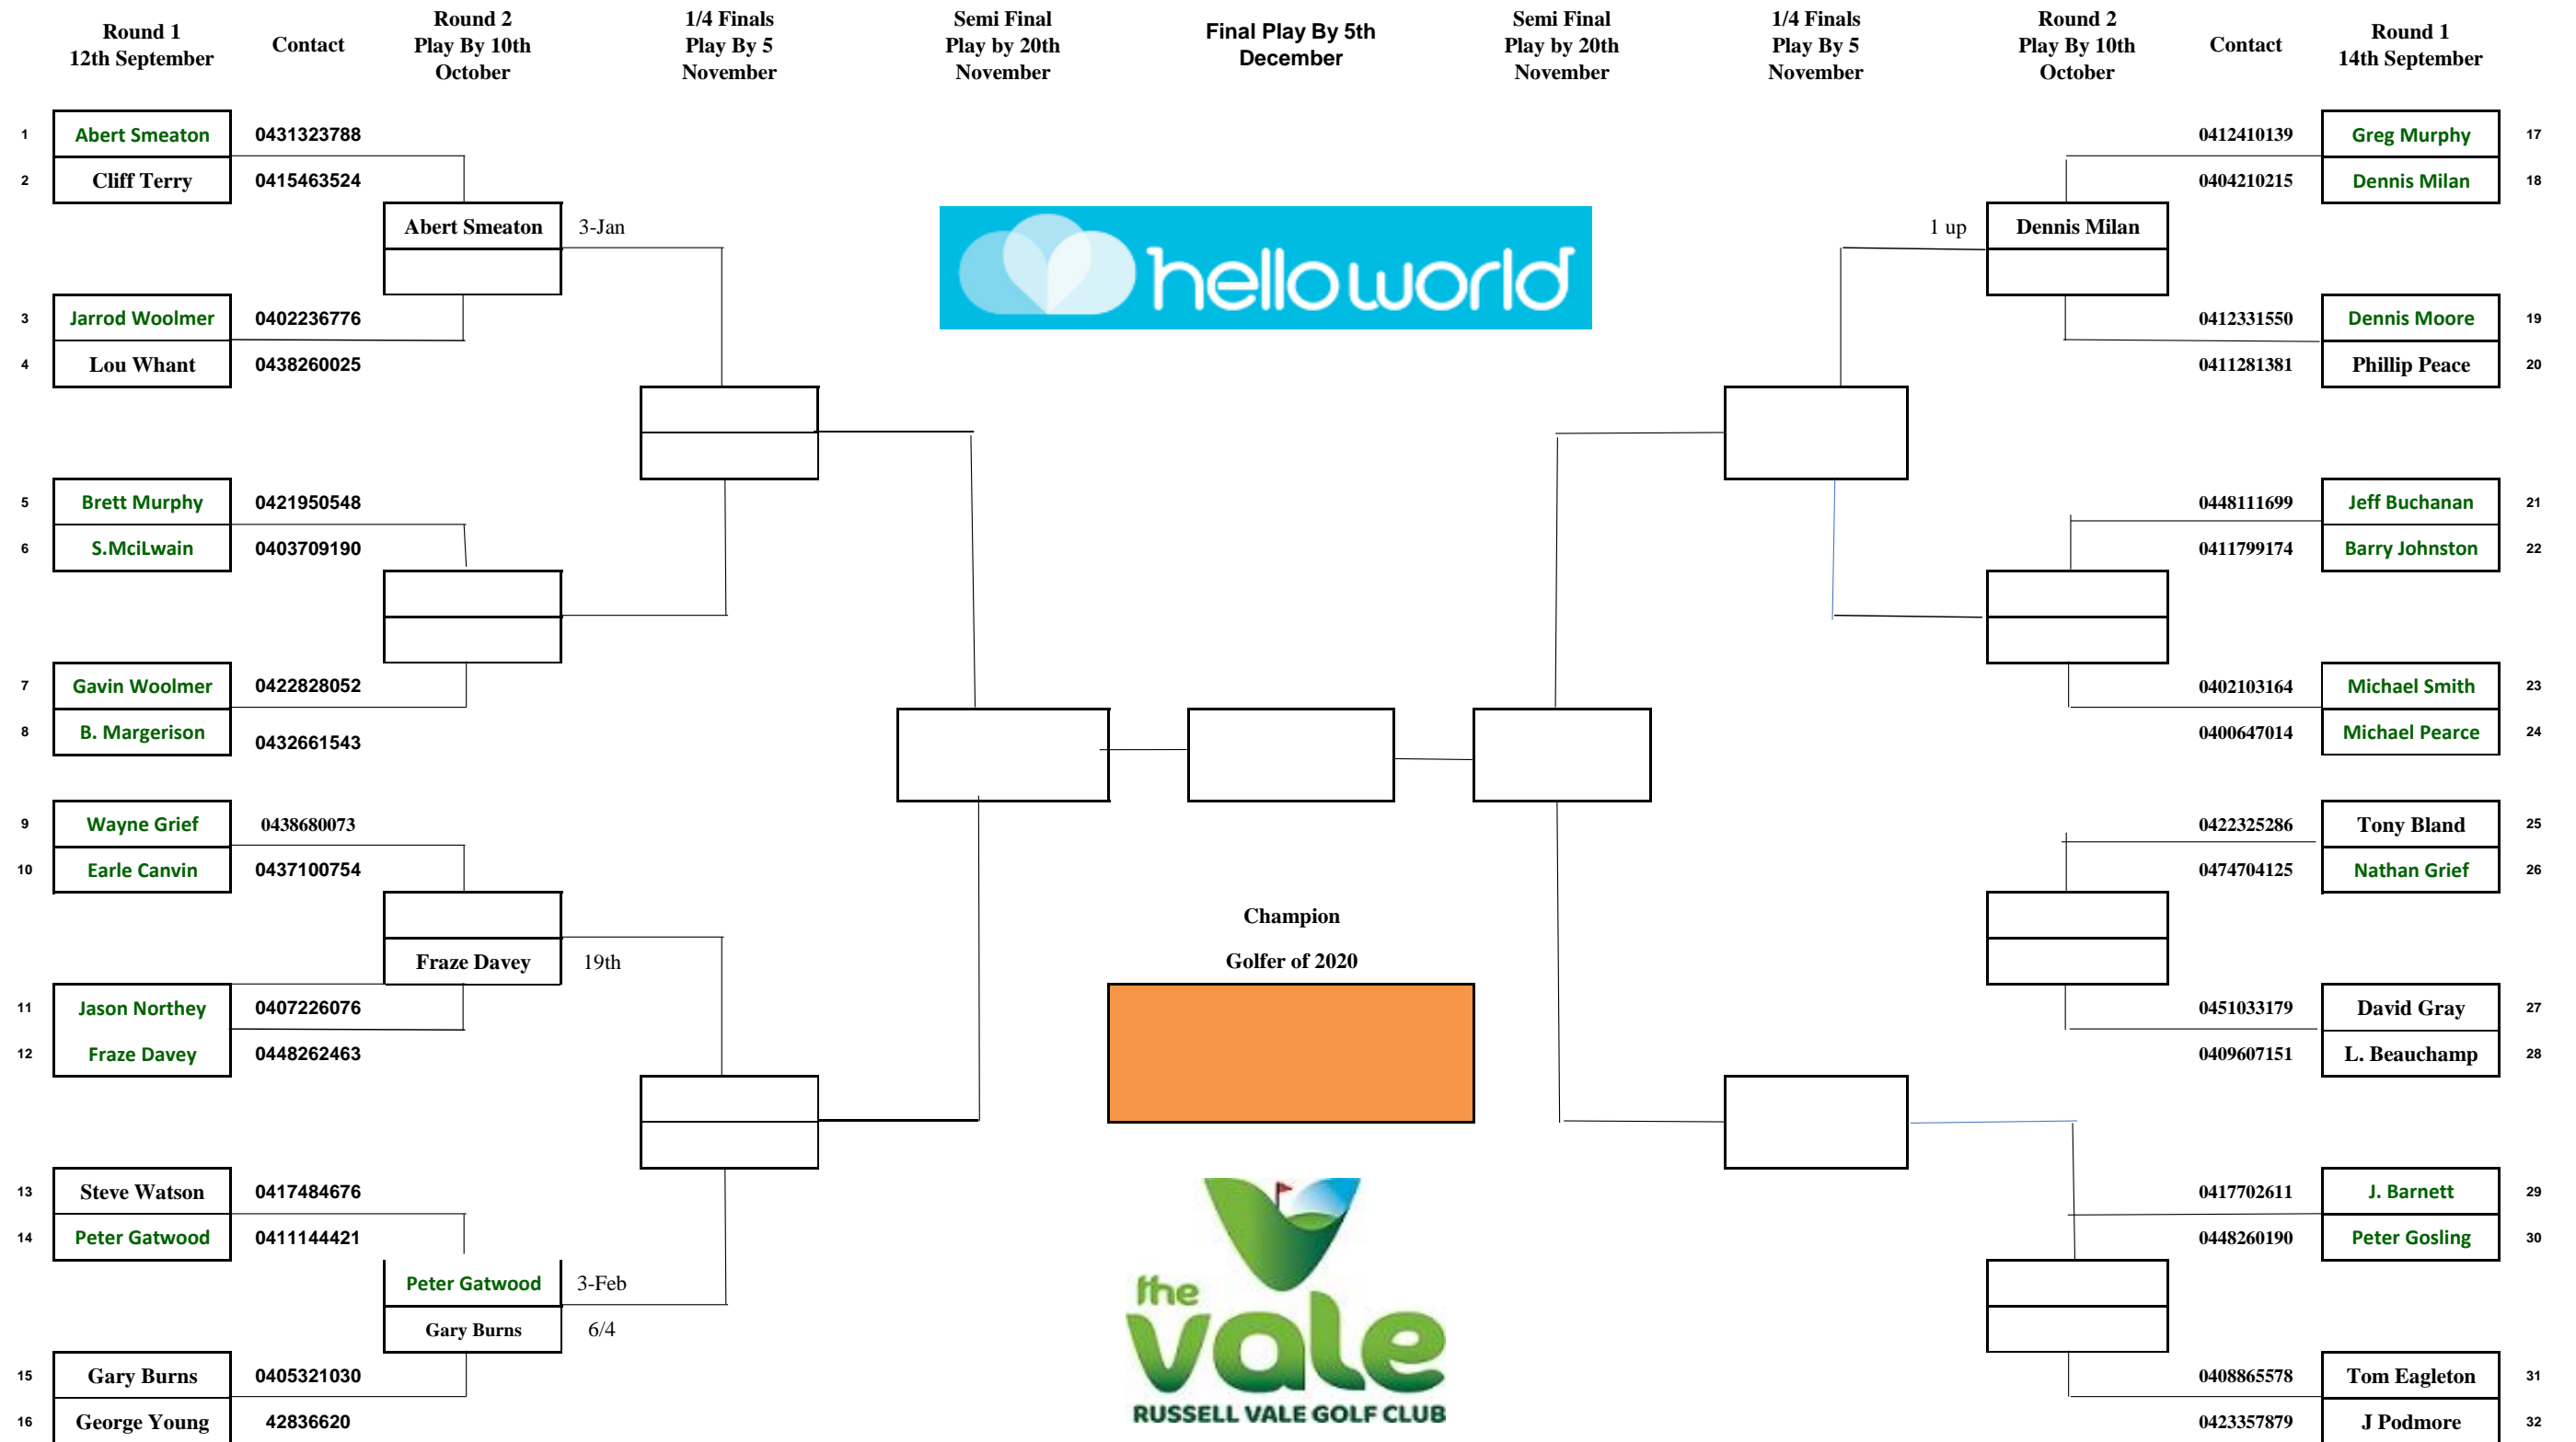 Round 1
12th September
Contact
Round 2
Play By 10th
October
1/4 Finals
Play By 5
November
Semi Final
Play by 20th
November
Final Play By 5th
December
Semi Final
Play by 20th
November
1/4 Finals
Play By 5
November
Round 2
Play By 10th
October
Contact
Round 1
14th September
1 Abert Smeaton 0431323788
2 Cliff Terry 0415463524
Abert Smeaton 3-Jan
3 Jarrod Woolmer 0402236776
4 Lou Whant 0438260025
5 Brett Murphy 0421950548
6 S.MciLwain 0403709190
7 Gavin Woolmer 0422828052
8 B. Margerison 0432661543
9 Wayne Grief 0438680073
10 Earle Canvin 0437100754
Fraze Davey 19th
11 Jason Northey 0407226076
12 Fraze Davey 0448262463
13 Steve Watson 0417484676
14 Peter Gatwood 0411144421
Peter Gatwood 3-Feb
Gary Burns 6/4
15 Gary Burns 0405321030
16 George Young 42836620
helloworld
Champion
Golfer of 2020
the
vale
RUSSELL VALE GOLF CLUB
0412410139 Greg Murphy 17
0404210215 Dennis Milan 18
1 up Dennis Milan
0412331550 Dennis Moore 19
0411281381 Phillip Peace 20
0448111699 Jeff Buchanan 21
0411799174 Barry Johnston 22
0402103164 Michael Smith 23
0400647014 Michael Pearce 24
0422325286 Tony Bland 25
0474704125 Nathan Grief 26
0451033179 David Gray 27
0409607151 L. Beauchamp 28
0417702611 J. Barnett 29
0448260190 Peter Gosling 30
0408865578 Tom Eagleton 31
0423357879 J Podmore 32